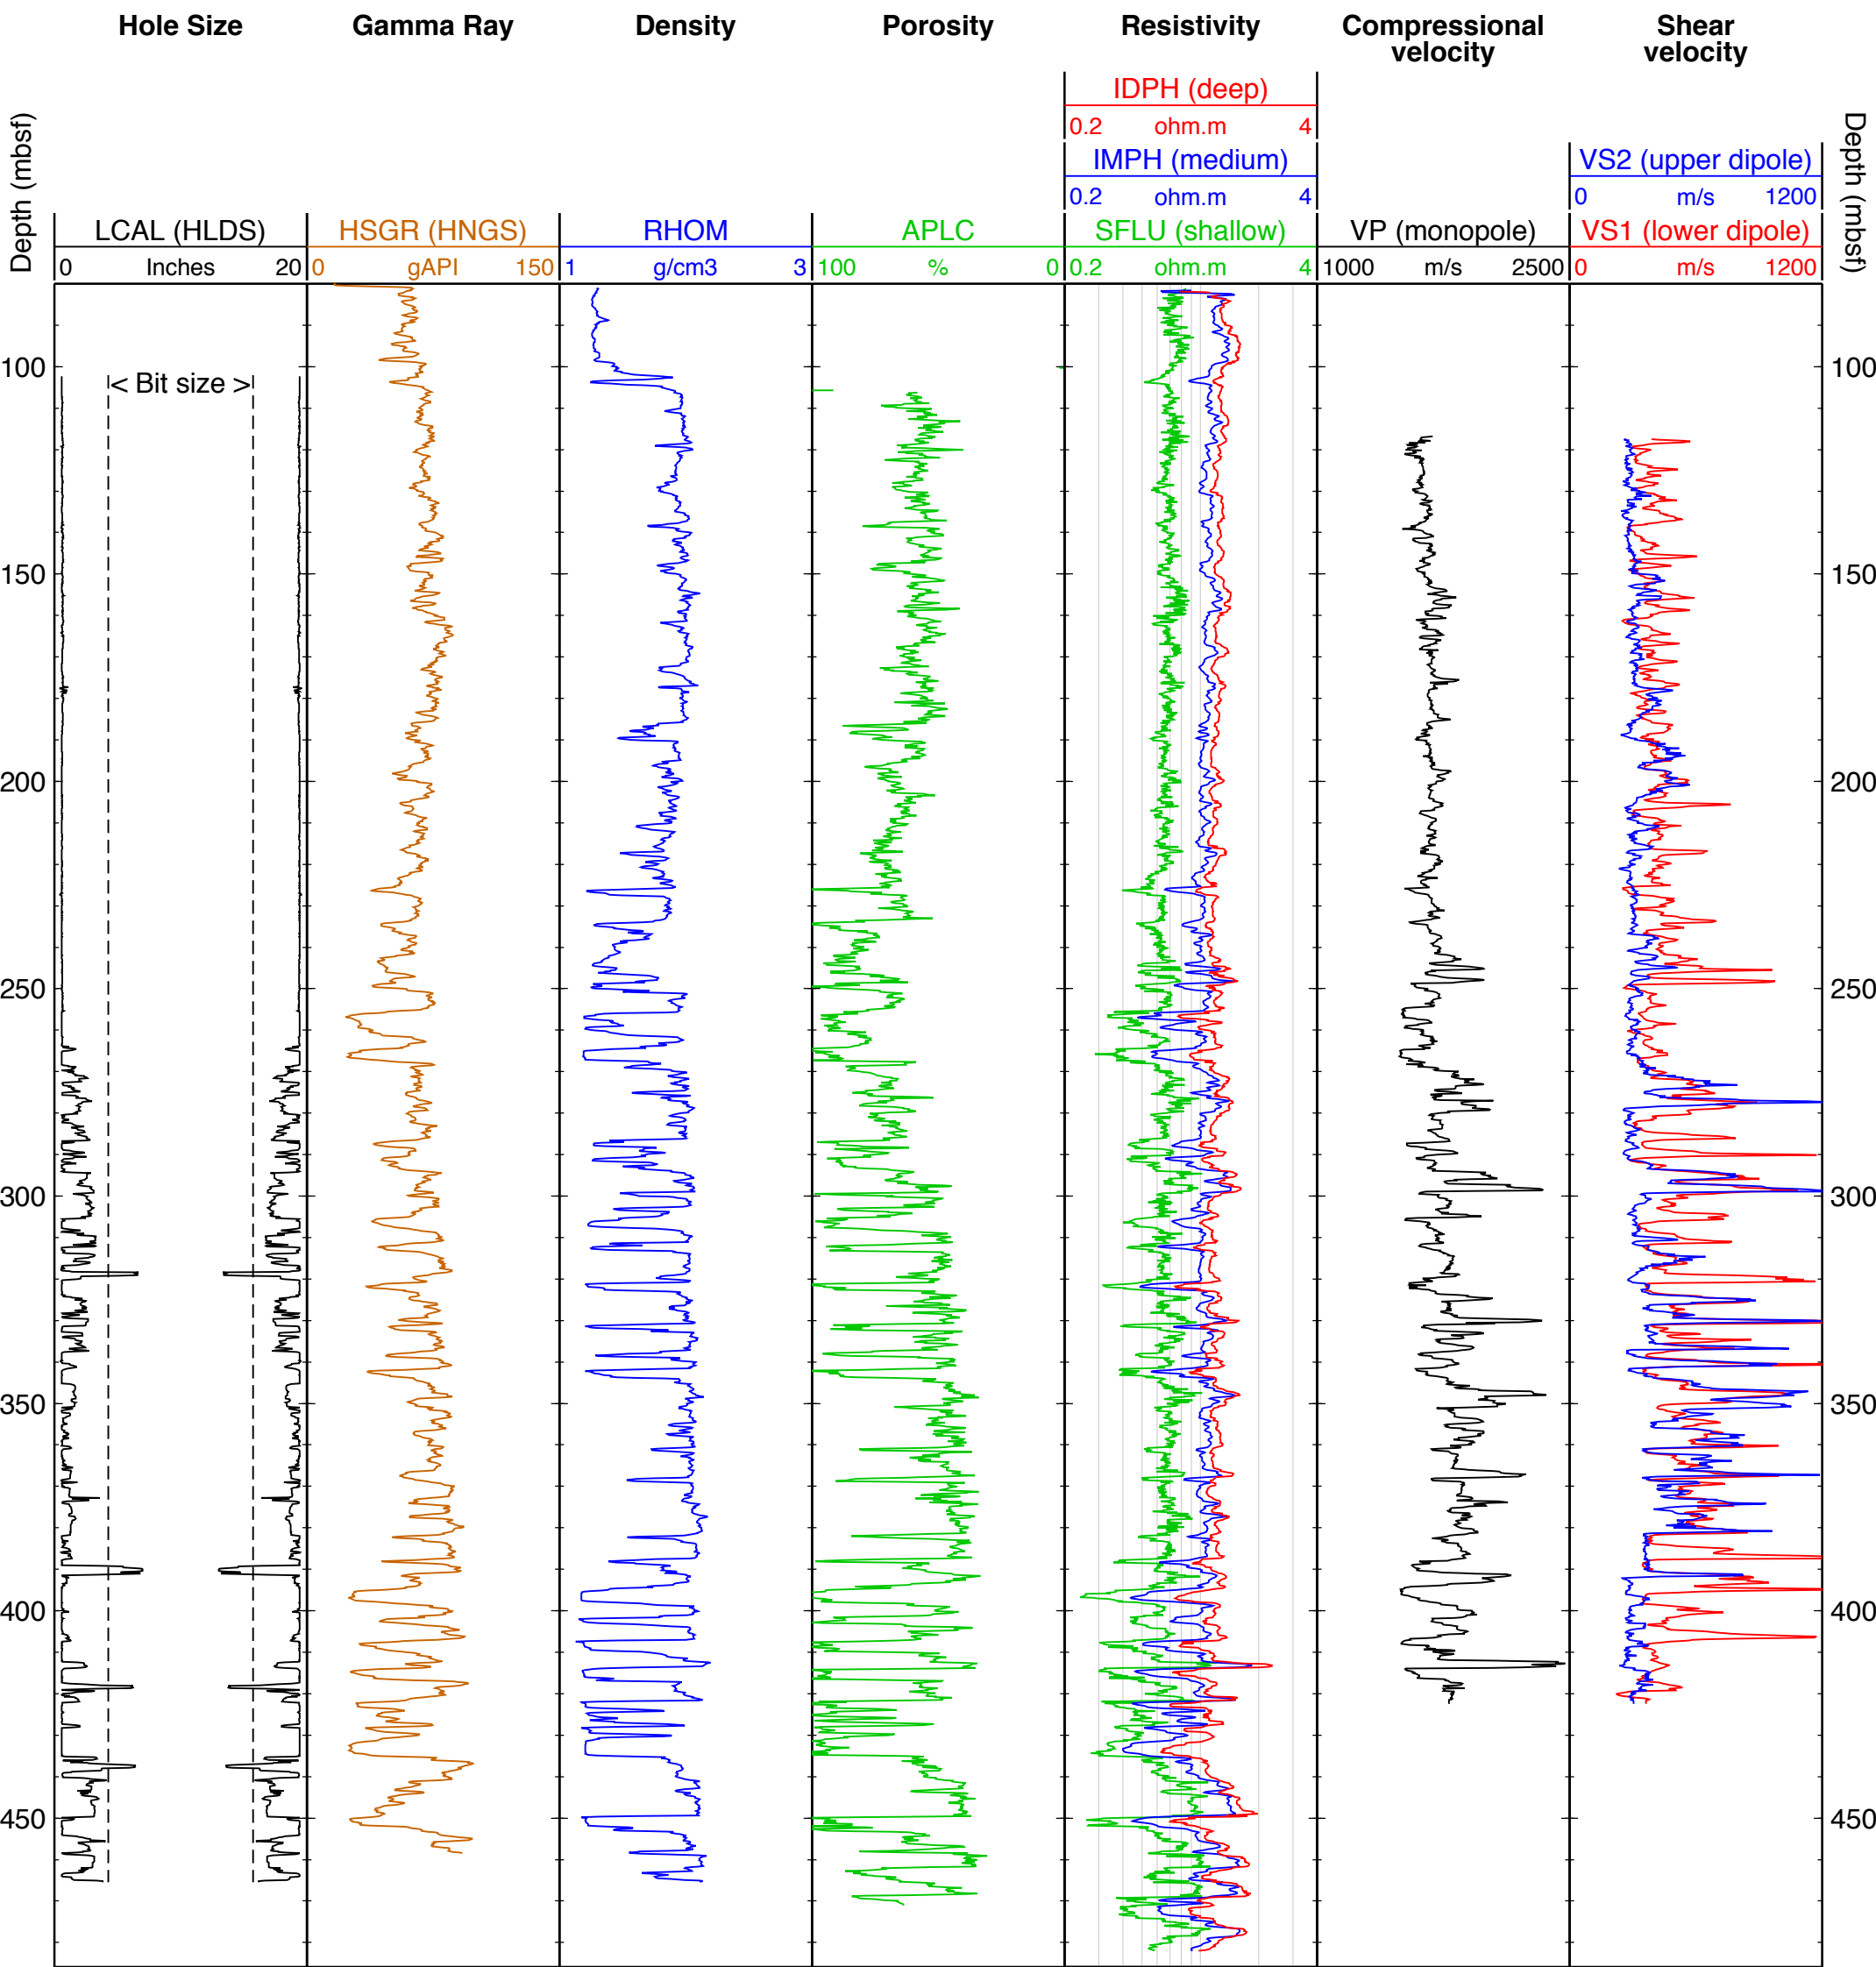 Hole Size Gamma Ray Density Porosity Resistivity Compressional velocity Shear velocity
IDPH (deep)
0.2 ohm.m 4
IMPH (medium) VS2 (upper dipole)
0.2 ohm.m 4 0 m/s 1200
Depth (mbsf) LCAL (HLDS) HSGR (HNGS) RHOM APLC SFLU (shallow) VP (monopole) VS1 (lower dipole) Depth (mbsf)
0 Inches 20 0 gAPI 150 1 g/cm3 3 100 % 0 0.2 ohm.m 4 1000 m/s 2500 0 m/s 1200
100 100
< Bit size >
150 150
200 200
250 250
300 300
350 350
400 400
450 450